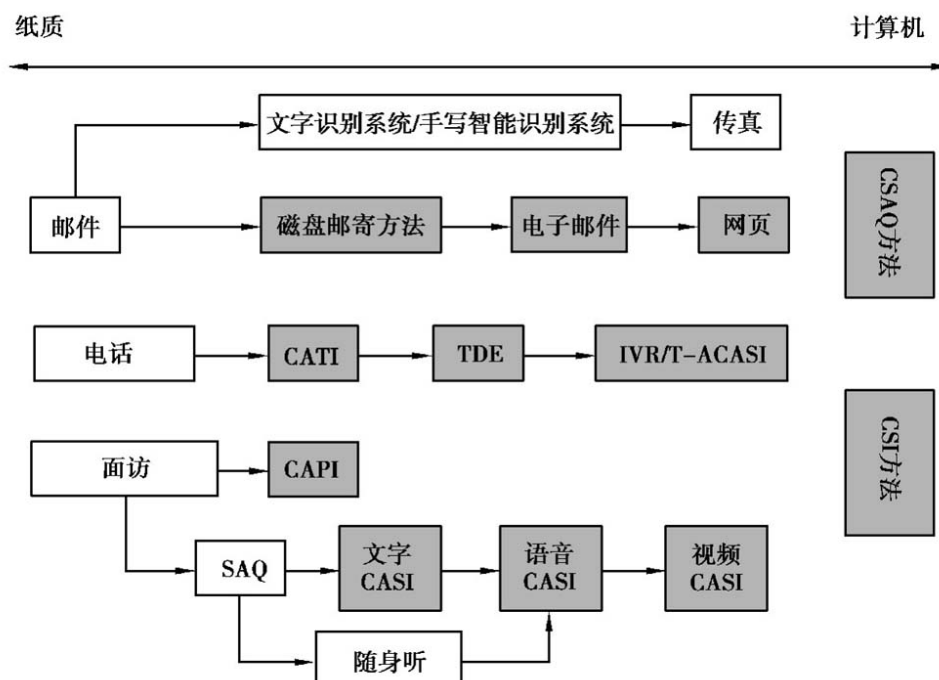 纸质
计算机
文字识别系统/手写智能识别系统
传真
邮件
磁盘邮寄方法
电子邮件
网页
CSAQ方法
电话
CATI
TDE
IVR/T-ACASI
CSI方法
面访
CAPI
SAQ
文字
CASI
语音
CASI
视频
CASI
随身听